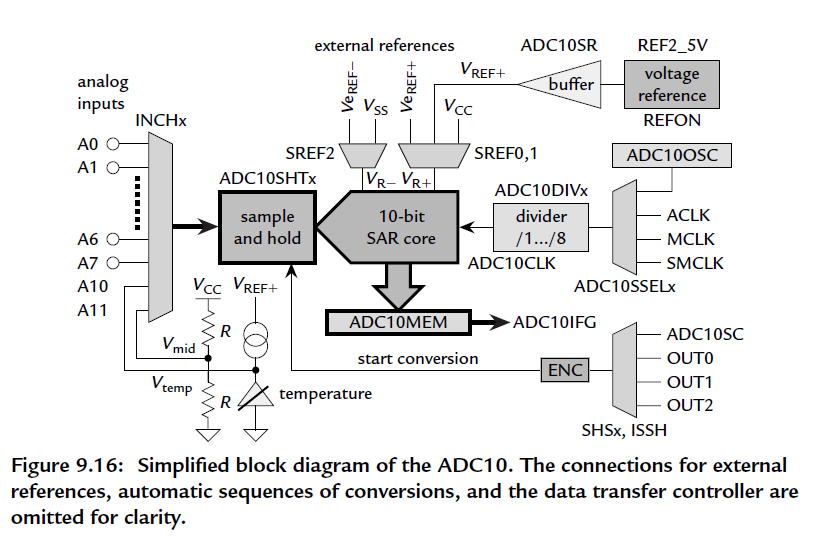 external references
ADC10SR
REF2_5V
analog
inputs
INCHx
VeREF−
VSS
VeREF+
VREF+
VCC
buffer
voltage
reference
REFON
A0
A1
A6
A7
A10
A11
SREF2
SREF0,1
VR−
VR+
ADC10SHTx
sample
and hold
10-bit
SAR core
ADC10DIVx
divider
/1.../8
ADC10CLK
ADC10OSC
ACLK
MCLK
SMCLK
ADC10SSELx
VCC
VREF+
R
Vmid
Vtemp
R
temperature
ADC10MEM
ADC10IFG
start conversion
ENC
ADC10SC
OUT0
OUT1
OUT2
SHSx, ISSH
Figure 9.16: Simplified block diagram of the ADC10. The connections for external
references, automatic sequences of conversions, and the data transfer controller are
omitted for clarity.